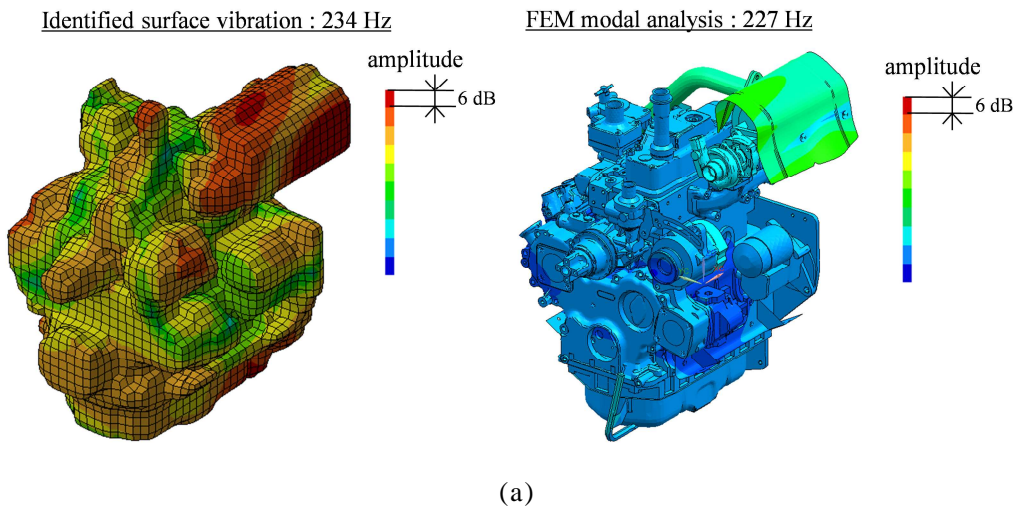 Identified surface vibration : 234 Hz
FEM modal analysis : 227 Hz
amplitude
6 dB
amplitude
6 dB
(a)